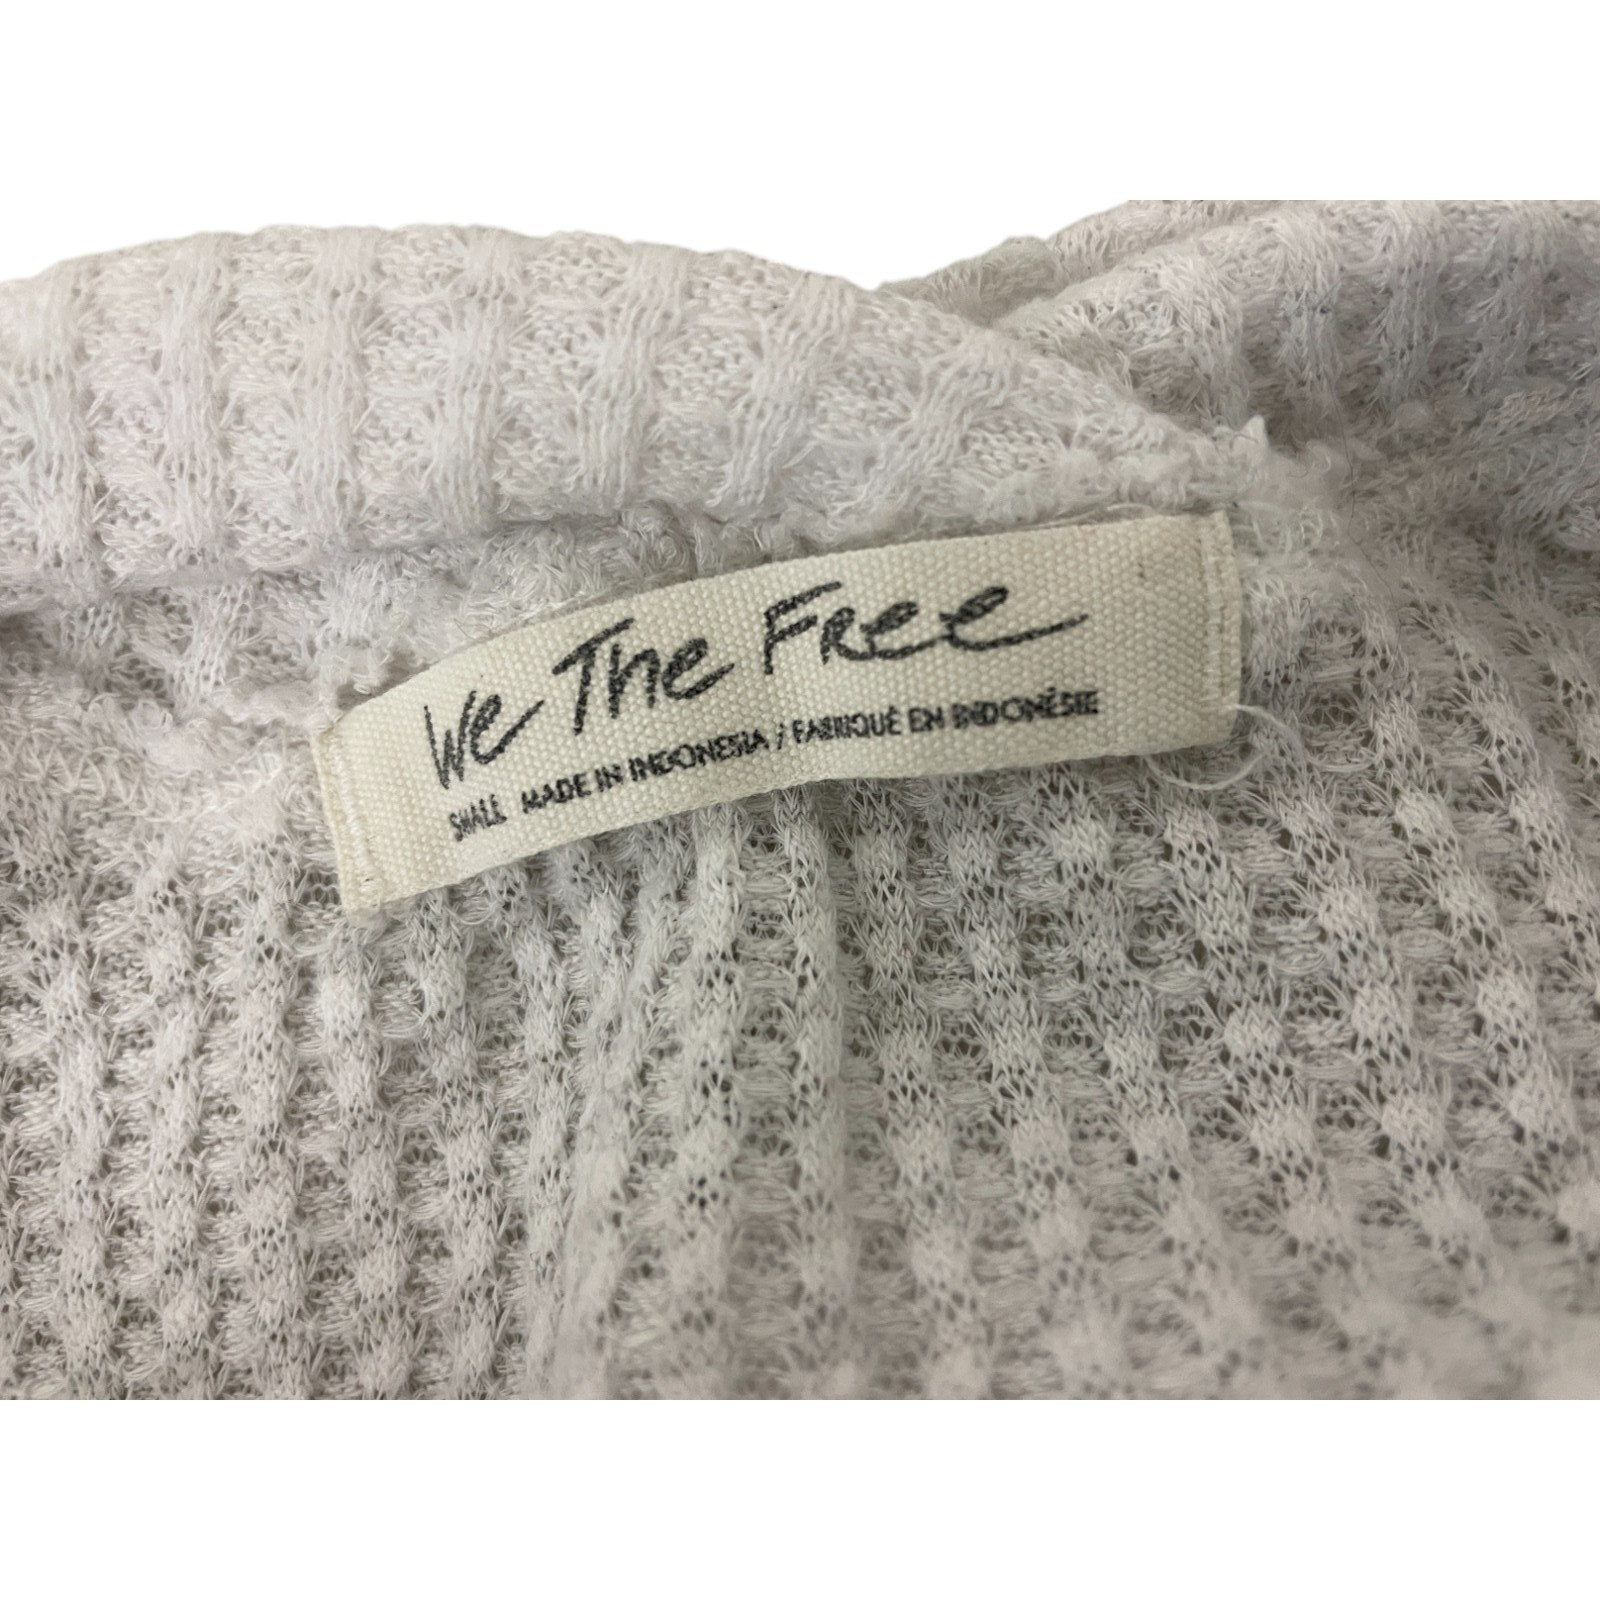 We The Free
SMALL MADE IN INDONESIA / FABRIQUÉ EN INDONÉSIE